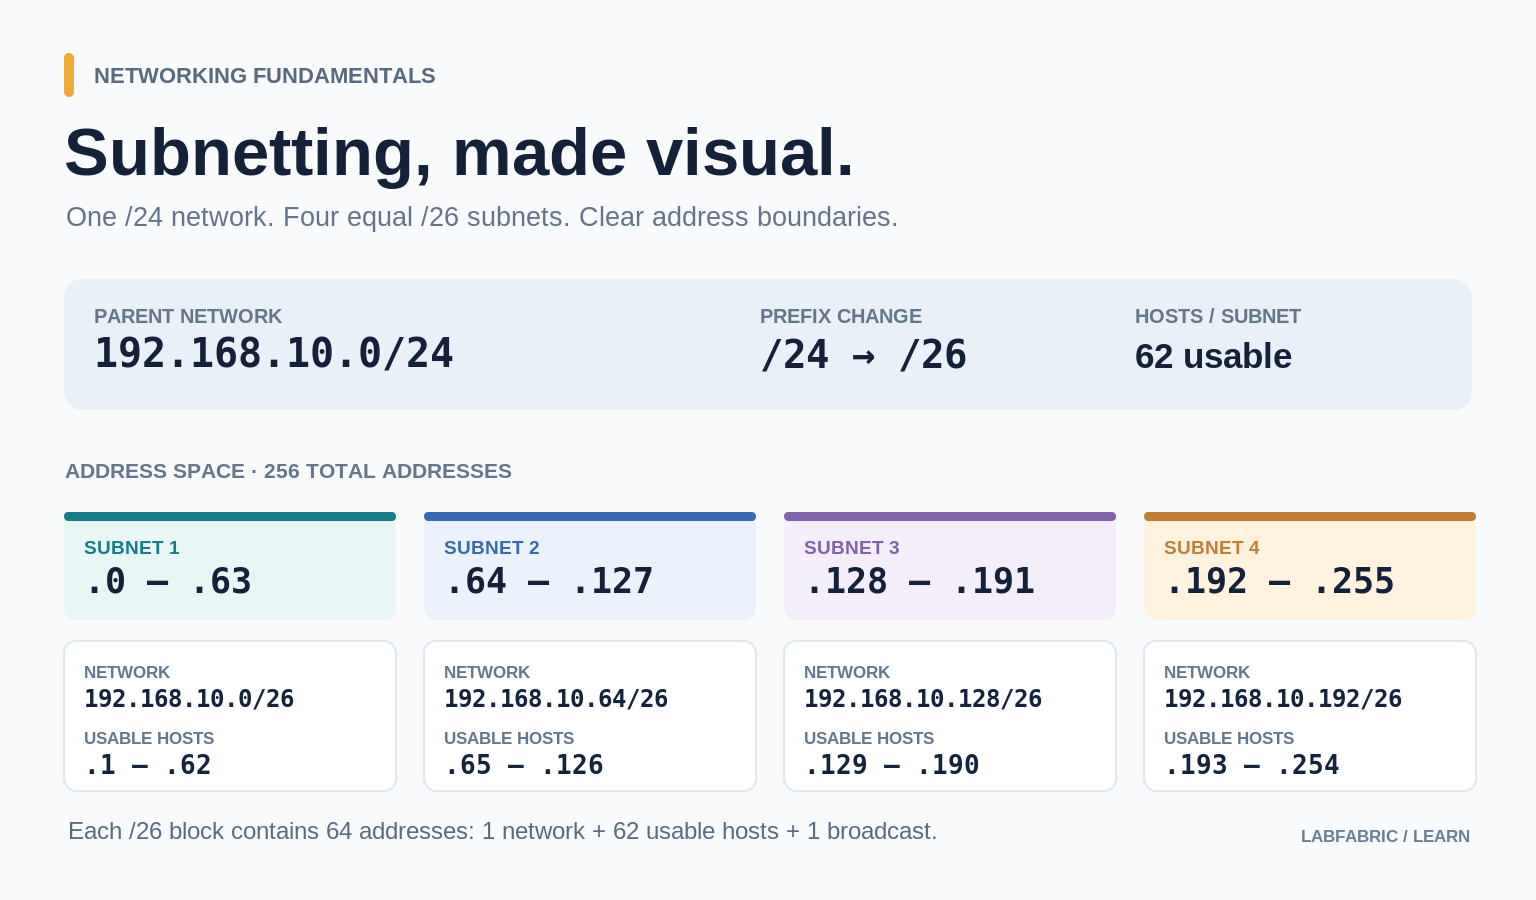 NETWORKING FUNDAMENTALS
Subnetting, made visual.
One /24 network. Four equal /26 subnets. Clear address boundaries.
PARENT NETWORK
192.168.10.0/24
PREFIX CHANGE
/24 → /26
HOSTS / SUBNET
62 usable
ADDRESS SPACE · 256 TOTAL ADDRESSES
SUBNET 1
.0 – .63
SUBNET 2
.64 – .127
SUBNET 3
.128 – .191
SUBNET 4
.192 – .255
NETWORK
192.168.10.0/26
USABLE HOSTS
.1 – .62
NETWORK
192.168.10.64/26
USABLE HOSTS
.65 – .126
NETWORK
192.168.10.128/26
USABLE HOSTS
.129 – .190
NETWORK
192.168.10.192/26
USABLE HOSTS
.193 – .254
Each /26 block contains 64 addresses: 1 network + 62 usable hosts + 1 broadcast.
LABFABRIC / LEARN